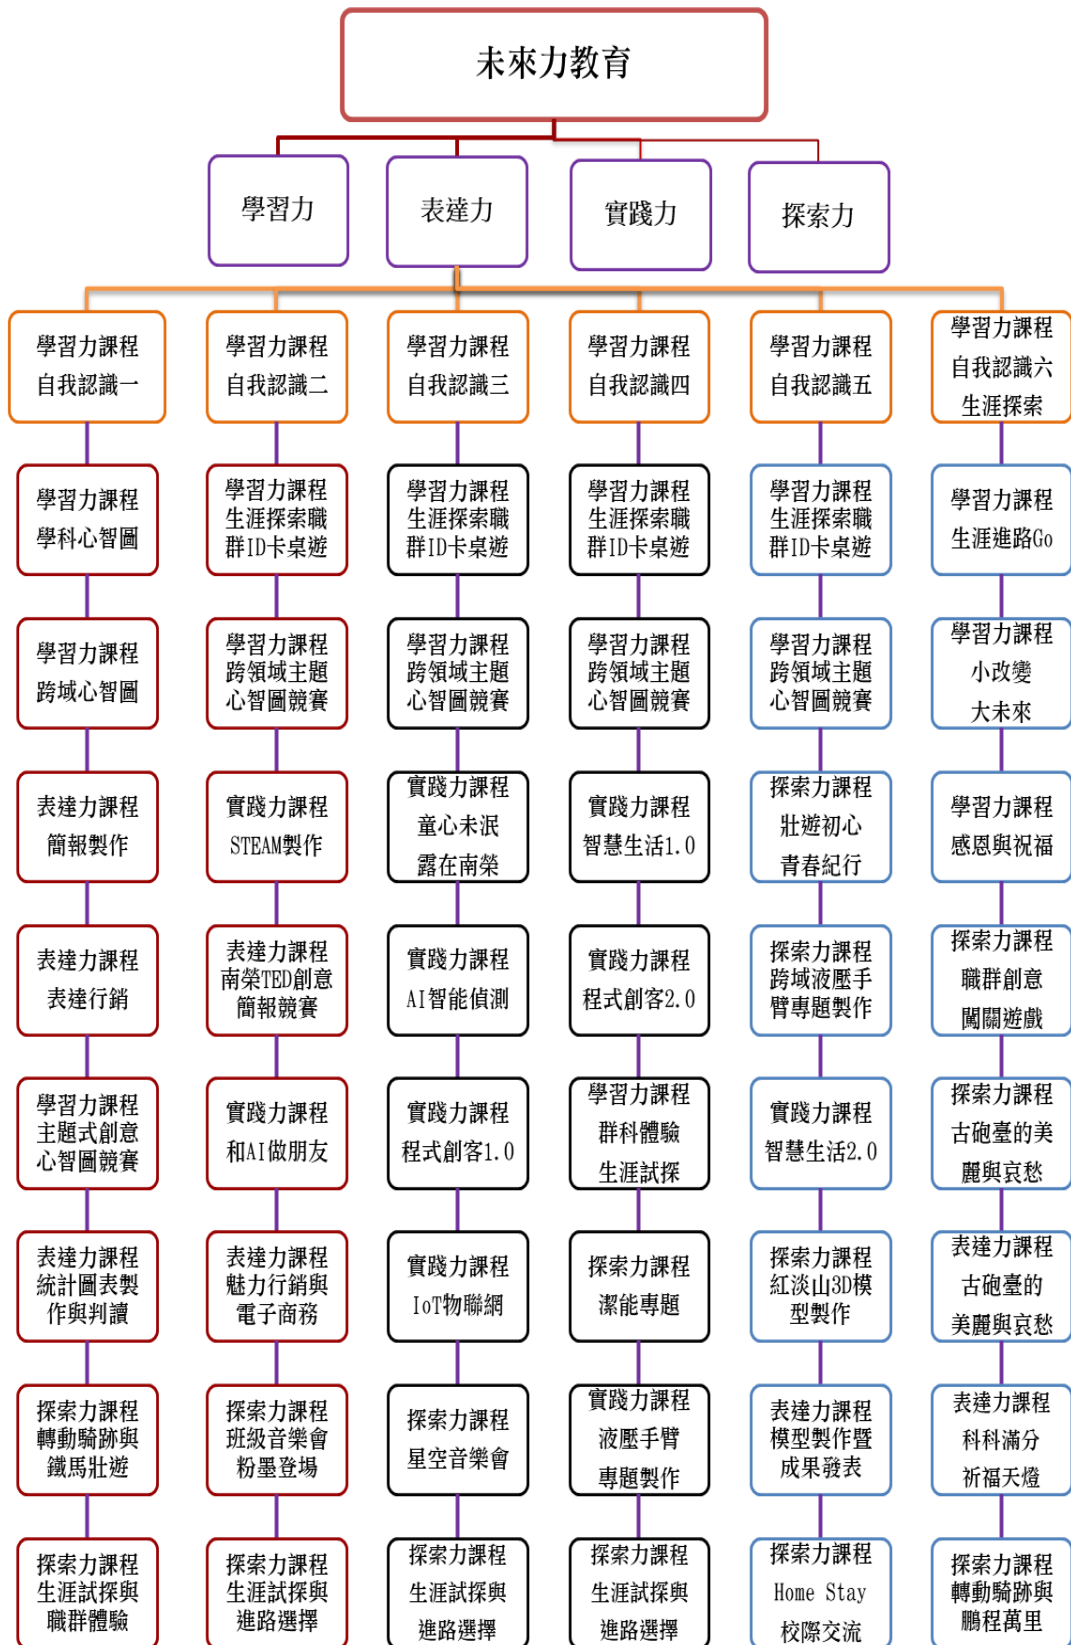 未來力教育
學習力
表達力
實踐力
探索力
學習力課程
自我認識一
學習力課程
自我認識二
學習力課程
自我認識三
學習力課程
自我認識四
學習力課程
自我認識五
學習力課程
自我認識六
生涯探索
學習力課程
學科心智圖
學習力課程
生涯探索職
群ID卡桌遊
學習力課程
生涯探索職
群ID卡桌遊
學習力課程
生涯探索職
群ID卡桌遊
學習力課程
生涯探索職
群ID卡桌遊
學習力課程
生涯進路Go
學習力課程
跨域心智圖
學習力課程
跨領域主題
心智圖競賽
學習力課程
跨領域主題
心智圖競賽
學習力課程
跨領域主題
心智圖競賽
學習力課程
跨領域主題
心智圖競賽
學習力課程
小改變
大未來
表達力課程
簡報製作
實踐力課程
STEAM製作
實踐力課程
童心未泯
露在南榮
實踐力課程
智慧生活1.0
探索力課程
壯遊初心
青春紀行
學習力課程
感恩與祝福
表達力課程
表達行銷
表達力課程
南榮TED創意
簡報競賽
實踐力課程
AI智能偵測
實踐力課程
程式創客2.0
探索力課程
跨域液壓手
臂專題製作
探索力課程
職群創意
闖關遊戲
學習力課程
主題式創意
心智圖競賽
實踐力課程
和AI做朋友
實踐力課程
程式創客1.0
學習力課程
群科體驗
生涯試探
實踐力課程
智慧生活2.0
探索力課程
古砲臺的美
麗與哀愁
表達力課程
統計圖表製
作與判讀
表達力課程
魅力行銷與
電子商務
實踐力課程
IoT物聯網
探索力課程
潔能專題
探索力課程
紅淡山3D模
型製作
表達力課程
古砲臺的
美麗與哀愁
探索力課程
轉動騎跡與
鐵馬壯遊
探索力課程
班級音樂會
粉墨登場
探索力課程
星空音樂會
實踐力課程
液壓手臂
專題製作
表達力課程
模型製作暨
成果發表
表達力課程
科科滿分
祈福天燈
探索力課程
生涯試探與
職群體驗
探索力課程
生涯試探與
進路選擇
探索力課程
生涯試探與
進路選擇
探索力課程
生涯試探與
進路選擇
探索力課程
Home Stay
校際交流
探索力課程
轉動騎跡與
鵬程萬里